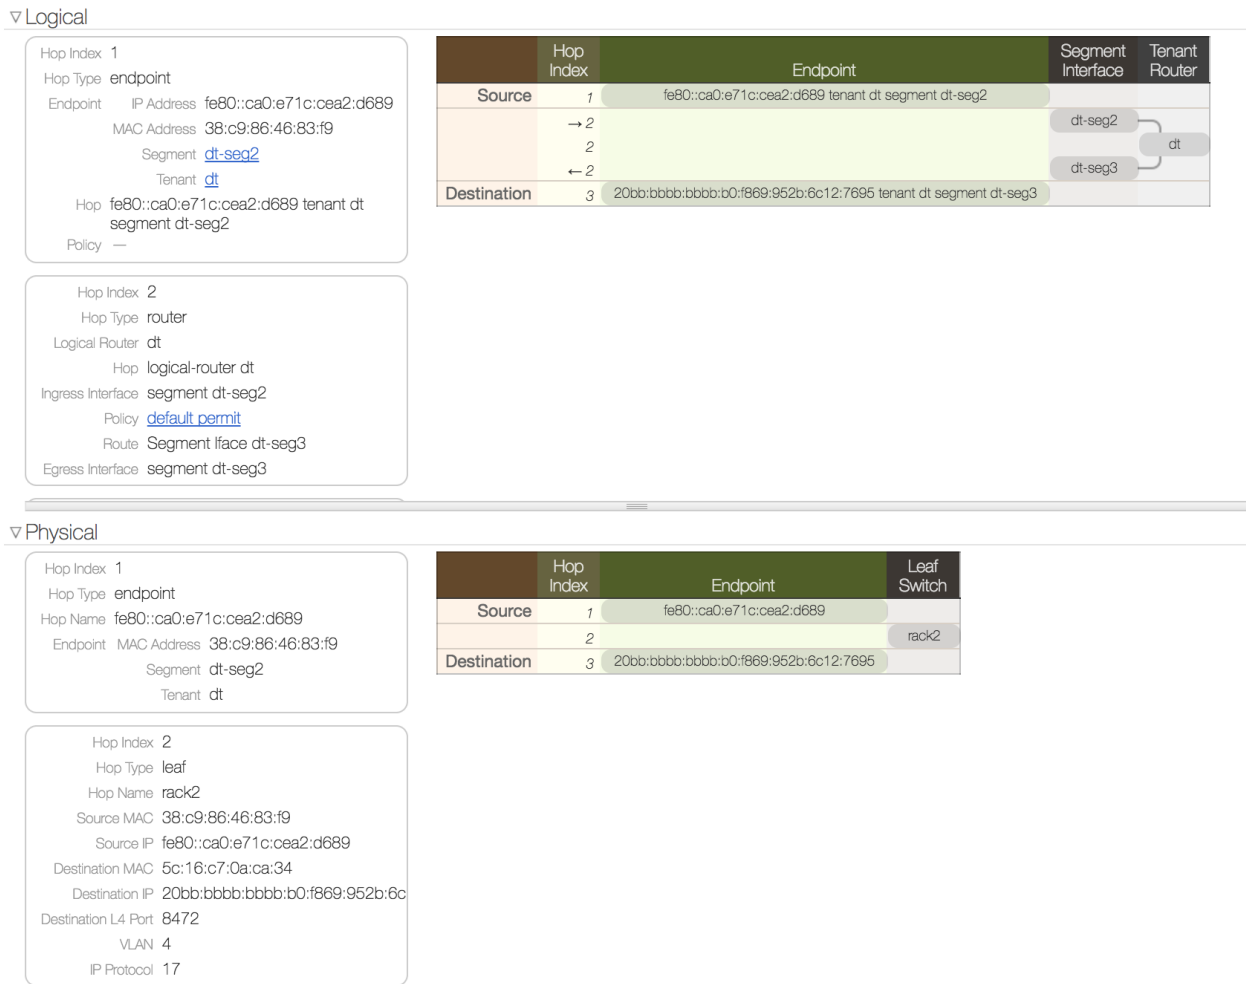 Logical
Hop Index 1
Hop Type endpoint
Endpoint IP Address fe80::ca0:e71c:cea2:d689
MAC Address 38:c9:86:46:83:f9
Segment dt-seg2
Tenant dt
Hop fe80::ca0:e71c:cea2:d689 tenant dt
segment dt-seg2
Policy —
Hop Index 2
Hop Type router
Logical Router dt
Hop logical-router dt
Ingress Interface segment dt-seg2
Policy default permit
Route Segment Iface dt-seg3
Egress Interface segment dt-seg3
Hop Segment Tenant
Index Endpoint Interface Router
Source 1 fe80::ca0:e71c:cea2:d689 tenant dt segment dt-seg2
→ 2 dt-seg2
2 dt
← 2 dt-seg3
Destination 3 20bb:bbbb:bbbb:b0:f869:952b:6c12:7695 tenant dt segment dt-seg3
Physical
Hop Index 1
Hop Type endpoint
Hop Name fe80::ca0:e71c:cea2:d689
Endpoint MAC Address 38:c9:86:46:83:f9
Segment dt-seg2
Tenant dt
Hop Index 2
Hop Type leaf
Hop Name rack2
Source MAC 38:c9:86:46:83:f9
Source IP fe80::ca0:e71c:cea2:d689
Destination MAC 5c:16:c7:0a:ca:34
Destination IP 20bb:bbbb:bbbb:b0:f869:952b:6c
Destination L4 Port 8472
VLAN 4
IP Protocol 17
Hop Leaf
Index Endpoint Switch
Source 1 fe80::ca0:e71c:cea2:d689
2 rack2
Destination 3 20bb:bbbb:bbbb:b0:f869:952b:6c12:7695